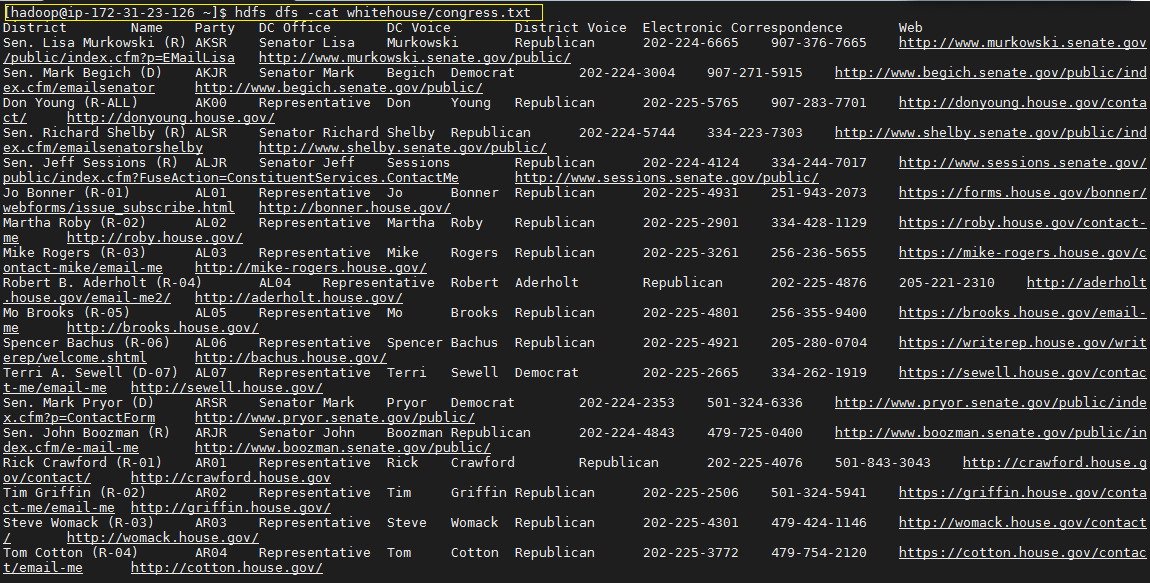 [hadoop@ip-172-31-23-126 ~]$ hdfs dfs -cat whitehouse/congress.txt
District Name Party DC Office DC Voice District Voice Electronic Correspondence Web
Sen. Lisa Murkowski (R) AKSR Senator Lisa Murkowski Republican 202-224-6665 907-376-7665 http://www.murkowski.senate.gov
/public/index.cfm?p=EMailLisa http://www.murkowski.senate.gov/public/
Sen. Mark Begich (D) AKJR Senator Mark Begich Democrat 202-224-3004 907-271-5915 http://www.begich.senate.gov/public/ind
ex.cfm/emailsenator http://www.begich.senate.gov/public/
Don Young (R-ALL) AK00 Representative Don Young Republican 202-225-5765 907-283-7701 http://donyoung.house.gov/conta
ct/ http://donyoung.house.gov/
Sen. Richard Shelby (R) ALSR Senator Richard Shelby Republican 202-224-5744 334-223-7303 http://www.shelby.senate.gov/public/ind
ex.cfm/emailsenatorshelby http://www.shelby.senate.gov/public/
Sen. Jeff Sessions (R) ALJR Senator Jeff Sessions Republican 202-224-4124 334-244-7017 http://www.sessions.senate.gov/
public/index.cfm?FuseAction=ConstituentServices.ContactMe http://www.sessions.senate.gov/public/
Jo Bonner (R-01) AL01 Representative Jo Bonner Republican 202-225-4931 251-943-2073 https://forms.house.gov/bonner/
webforms/issue_subscribe.html http://bonner.house.gov/
Martha Roby (R-02) AL02 Representative Martha Roby Republican 202-225-2901 334-428-1129 https://roby.house.gov/contact-
me http://roby.house.gov/
Mike Rogers (R-03) AL03 Representative Mike Rogers Republican 202-225-3261 256-236-5655 https://mike-rogers.house.gov/c
ontact-mike/email-me http://mike-rogers.house.gov/
Robert B. Aderholt (R-04) AL04 Representative Robert Aderholt Republican 202-225-4876 205-221-2310 http://aderholt
.house.gov/email-me2/ http://aderholt.house.gov/
Mo Brooks (R-05) AL05 Representative Mo Brooks Republican 202-225-4801 256-355-9400 https://brooks.house.gov/email-
me http://brooks.house.gov/
Spencer Bachus (R-06) AL06 Representative Spencer Bachus Republican 202-225-4921 205-280-0704 https://writerep.house.gov/writ
erep/welcome.shtml http://bachus.house.gov/
Terri A. Sewell (D-07) AL07 Representative Terri Sewell Democrat 202-225-2665 334-262-1919 https://sewell.house.gov/contac
t-me/email-me http://sewell.house.gov/
Sen. Mark Pryor (D) ARSR Senator Mark Pryor Democrat 202-224-2353 501-324-6336 http://www.pryor.senate.gov/public/inde
x.cfm?p=ContactForm http://www.pryor.senate.gov/public/
Sen. John Boozman (R) ARJR Senator John Boozman Republican 202-224-4843 479-725-0400 http://www.boozman.senate.gov/public/in
dex.cfm/e-mail-me http://www.boozman.senate.gov/public/
Rick Crawford (R-01) AR01 Representative Rick Crawford Republican 202-225-4076 501-843-3043 http://crawford.house.g
ov/contact/ http://crawford.house.gov
Tim Griffin (R-02) AR02 Representative Tim Griffin Republican 202-225-2506 501-324-5941 https://griffin.house.gov/conta
ct-me/email-me http://griffin.house.gov/
Steve Womack (R-03) AR03 Representative Steve Womack Republican 202-225-4301 479-424-1146 https://womack.house.gov/contact
/ http://womack.house.gov/
Tom Cotton (R-04) AR04 Representative Tom Cotton Republican 202-225-3772 479-754-2120 https://cotton.house.gov/contac
t/email-me http://cotton.house.gov/